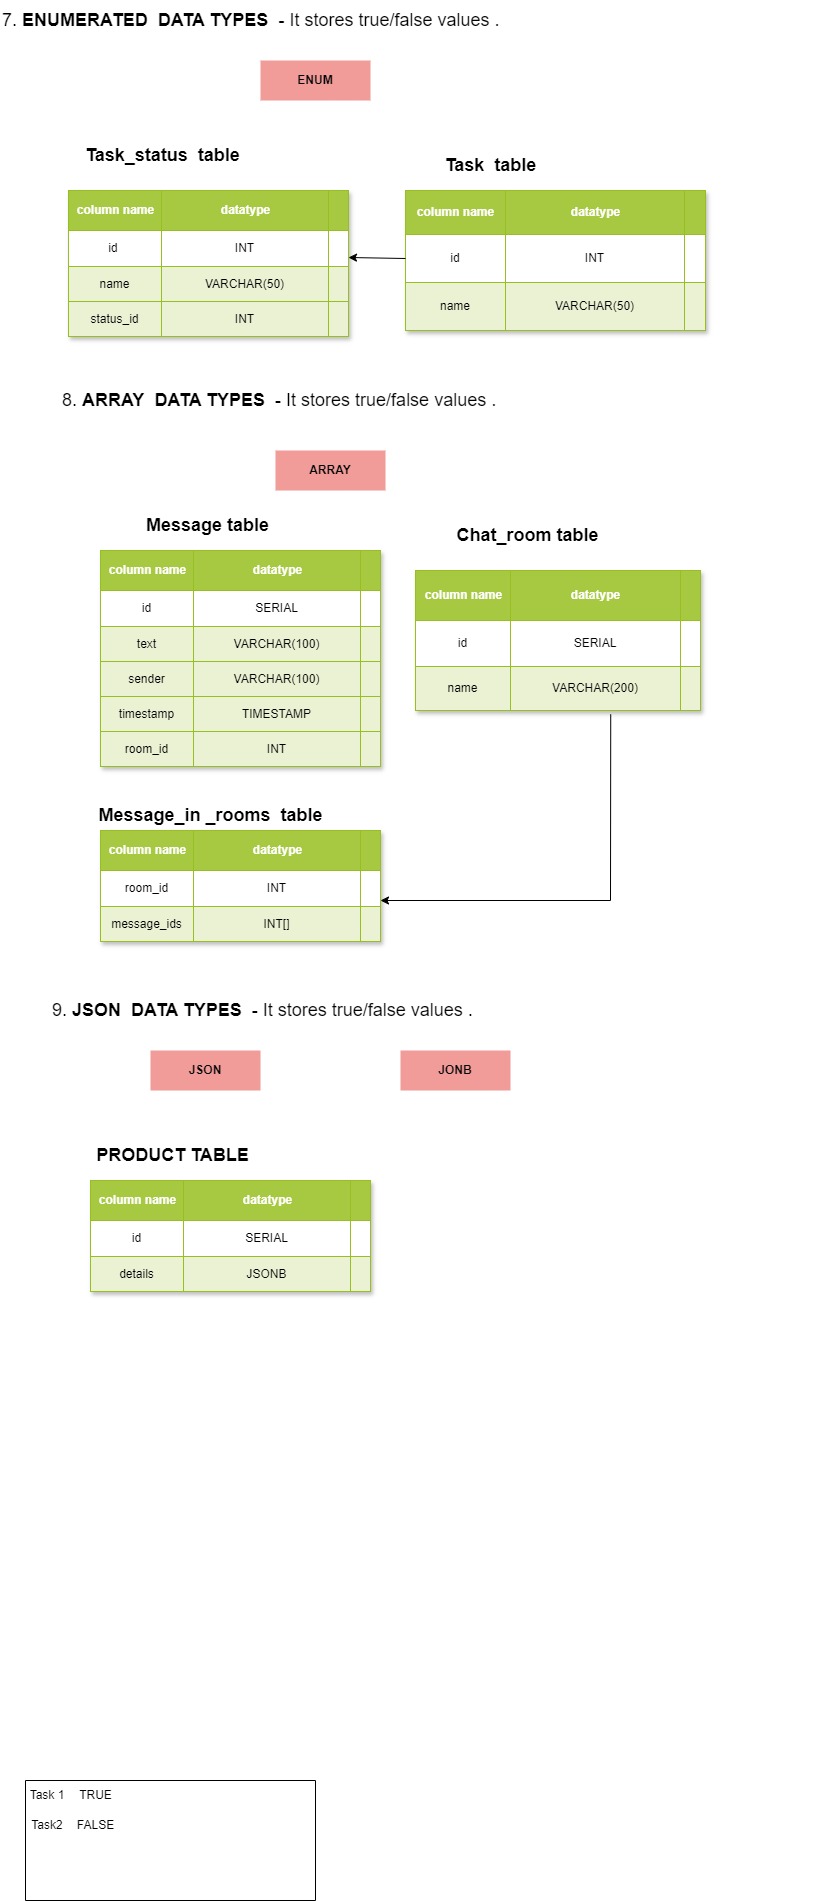 7. ENUMERATED DATA TYPES - It stores true/false values .
ENUM
Task_status table
column name datatype
id INT
name VARCHAR(50)
status_id INT
Task table
column name datatype
id INT
name VARCHAR(50)
8. ARRAY DATA TYPES - It stores true/false values .
ARRAY
Message table
column name datatype
id SERIAL
text VARCHAR(100)
sender VARCHAR(100)
timestamp TIMESTAMP
room_id INT
Chat_room table
column name datatype
id SERIAL
name VARCHAR(200)
Message_in _rooms table
column name datatype
room_id INT
message_ids INT[]
9. JSON DATA TYPES - It stores true/false values .
JSON JONB
PRODUCT TABLE
column name datatype
id SERIAL
details JSONB
Task 1 TRUE
Task2 FALSE